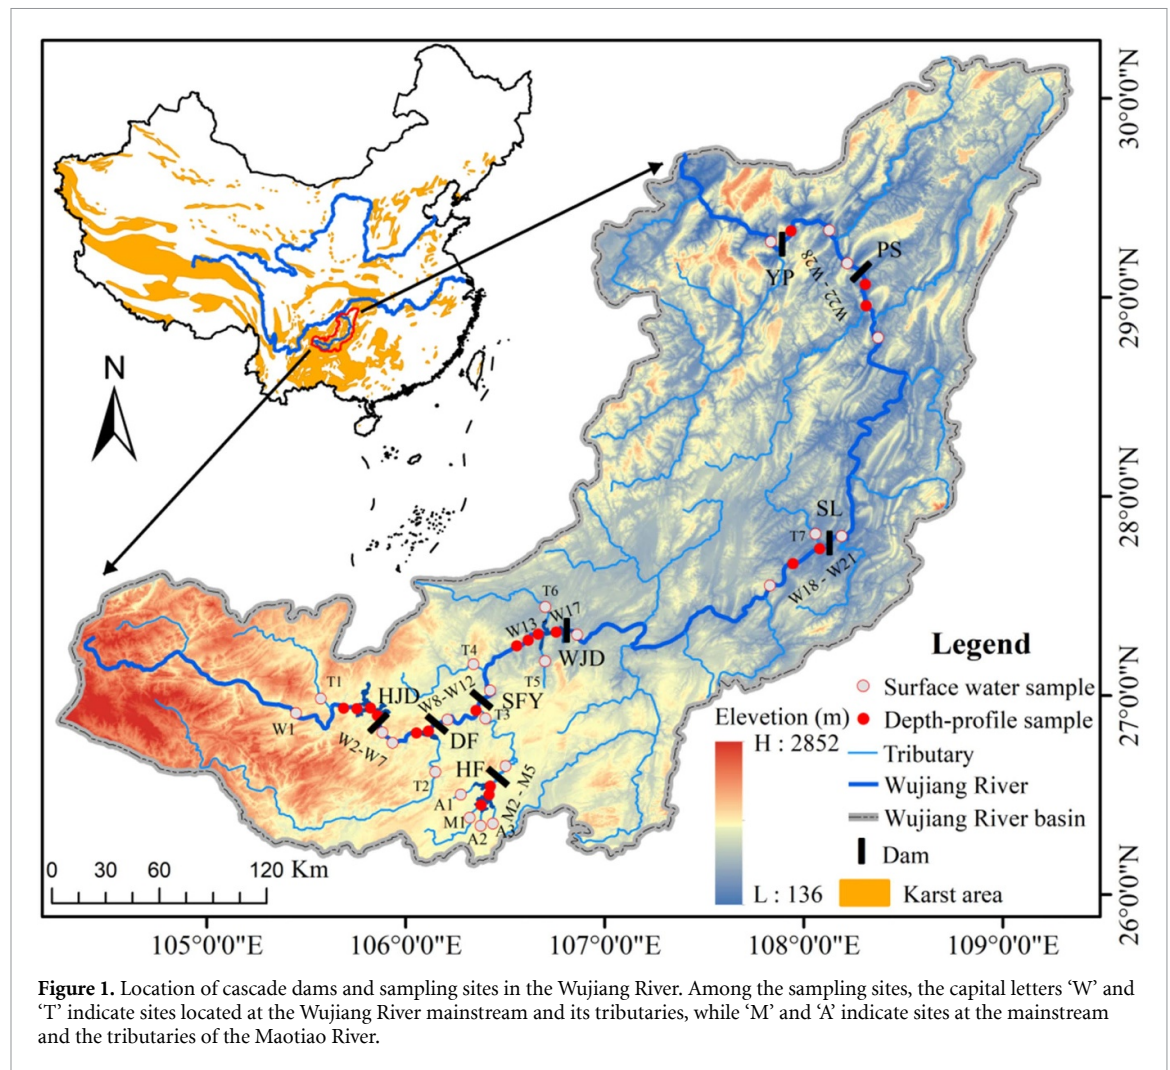 30°0'0"N
29°0'0"N
28°0'0"N
27°0'0"N
26°0'0"N
N
YP
W22 - W28
PS
SL
T7
W18 - W21
T6
W13
W17
WJD
T5
T4
W8-W12
SFY
T3
T1
HJD
W1
W2-W7
DF
T2
HF
M2 - M5
A1
M1
A2
A3
Legend
Surface water sample
Depth-profile sample
Tributary
Wujiang River
Wujiang River basin
Dam
Karst area
Elevetion (m)
H : 2852
L : 136
0 30 60 120 Km
105°0'0"E 106°0'0"E 107°0'0"E 108°0'0"E 109°0'0"E
Figure 1. Location of cascade dams and sampling sites in the Wujiang River. Among the sampling sites, the capital letters ‘W’ and
‘T’ indicate sites located at the Wujiang River mainstream and its tributaries, while ‘M’ and ‘A’ indicate sites at the mainstream
and the tributaries of the Maotiao River.